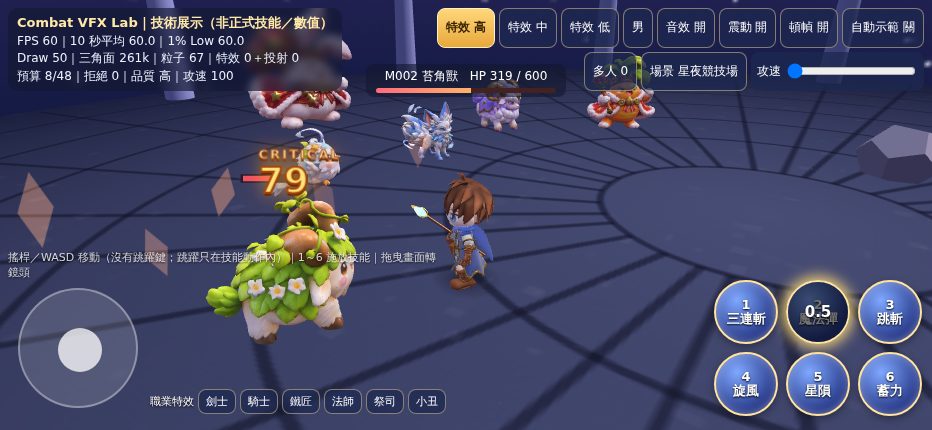 Combat VFX Lab｜技術展示（非正式技能／數值）
FPS 60｜10 秒平均 60.0｜1% Low 60.0
Draw 50｜三角面 261k｜粒子 67｜特效 0＋投射 0
預算 8/48｜拒絕 0｜品質 高｜攻速 100
特效 高
特效 中
特效 低
男
音效 開
震動 開
頓幀 開
自動示範 關
多人 0
場景 星夜競技場
攻速
M002 苔角獸 HP 319 / 600
CRITICAL
79
搖桿／WASD 移動（沒有跳躍鍵；跳躍只在技能動作內）｜1～6 施放技能｜拖曳畫面轉
鏡頭
1
三連斬
2
0.5
魔法彈
3
跳斬
4
旋風
5
星隕
6
蓄力
職業特效
劍士
騎士
鐵匠
法師
祭司
小丑